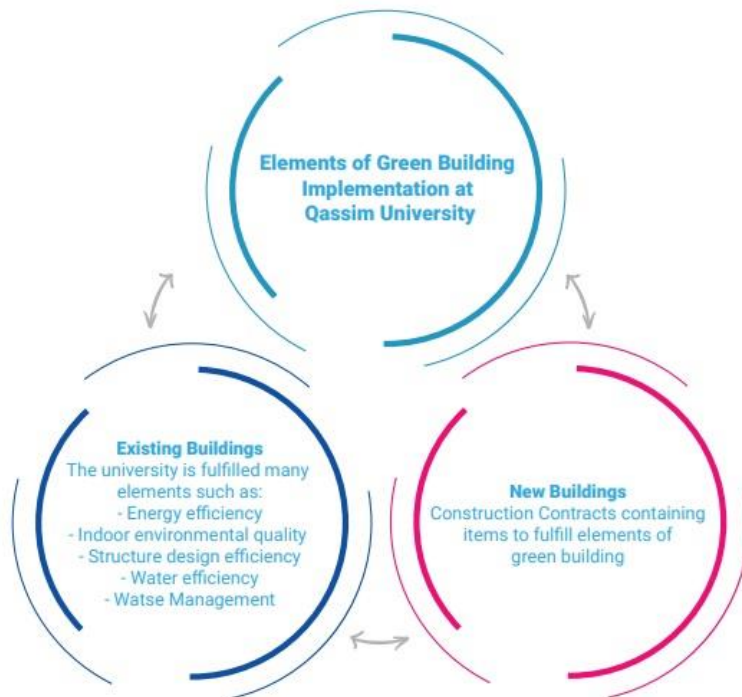 Elements of Green Building
Implementation at
Qassim University
Existing Buildings
The university is fulfilled many
elements such as:
- Energy efficiency
- Indoor environmental quality
- Structure design efficiency
- Water efficiency
- Watse Management
New Buildings
Construction Contracts containing
items to fulfill elements of
green building